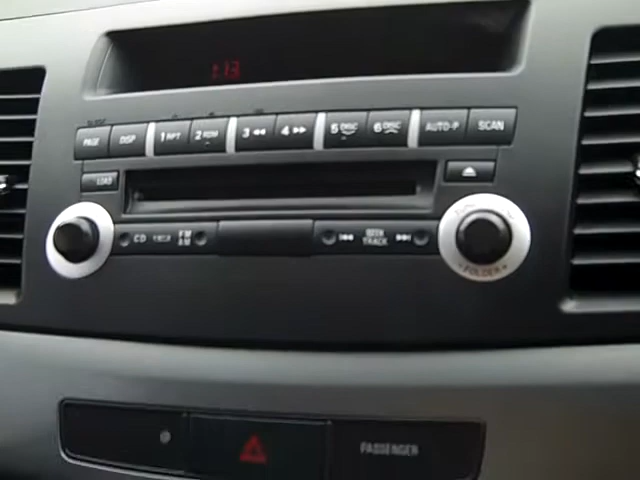 1:13
PAGE DISP 1 RPT 2 RDM 3 ◂◂ 4 ▸▸ 5 DISC 6 DISC AUTO-P SCAN
LOAD
CD FM AM SEEK TRACK
FOLDER
PASSENGER